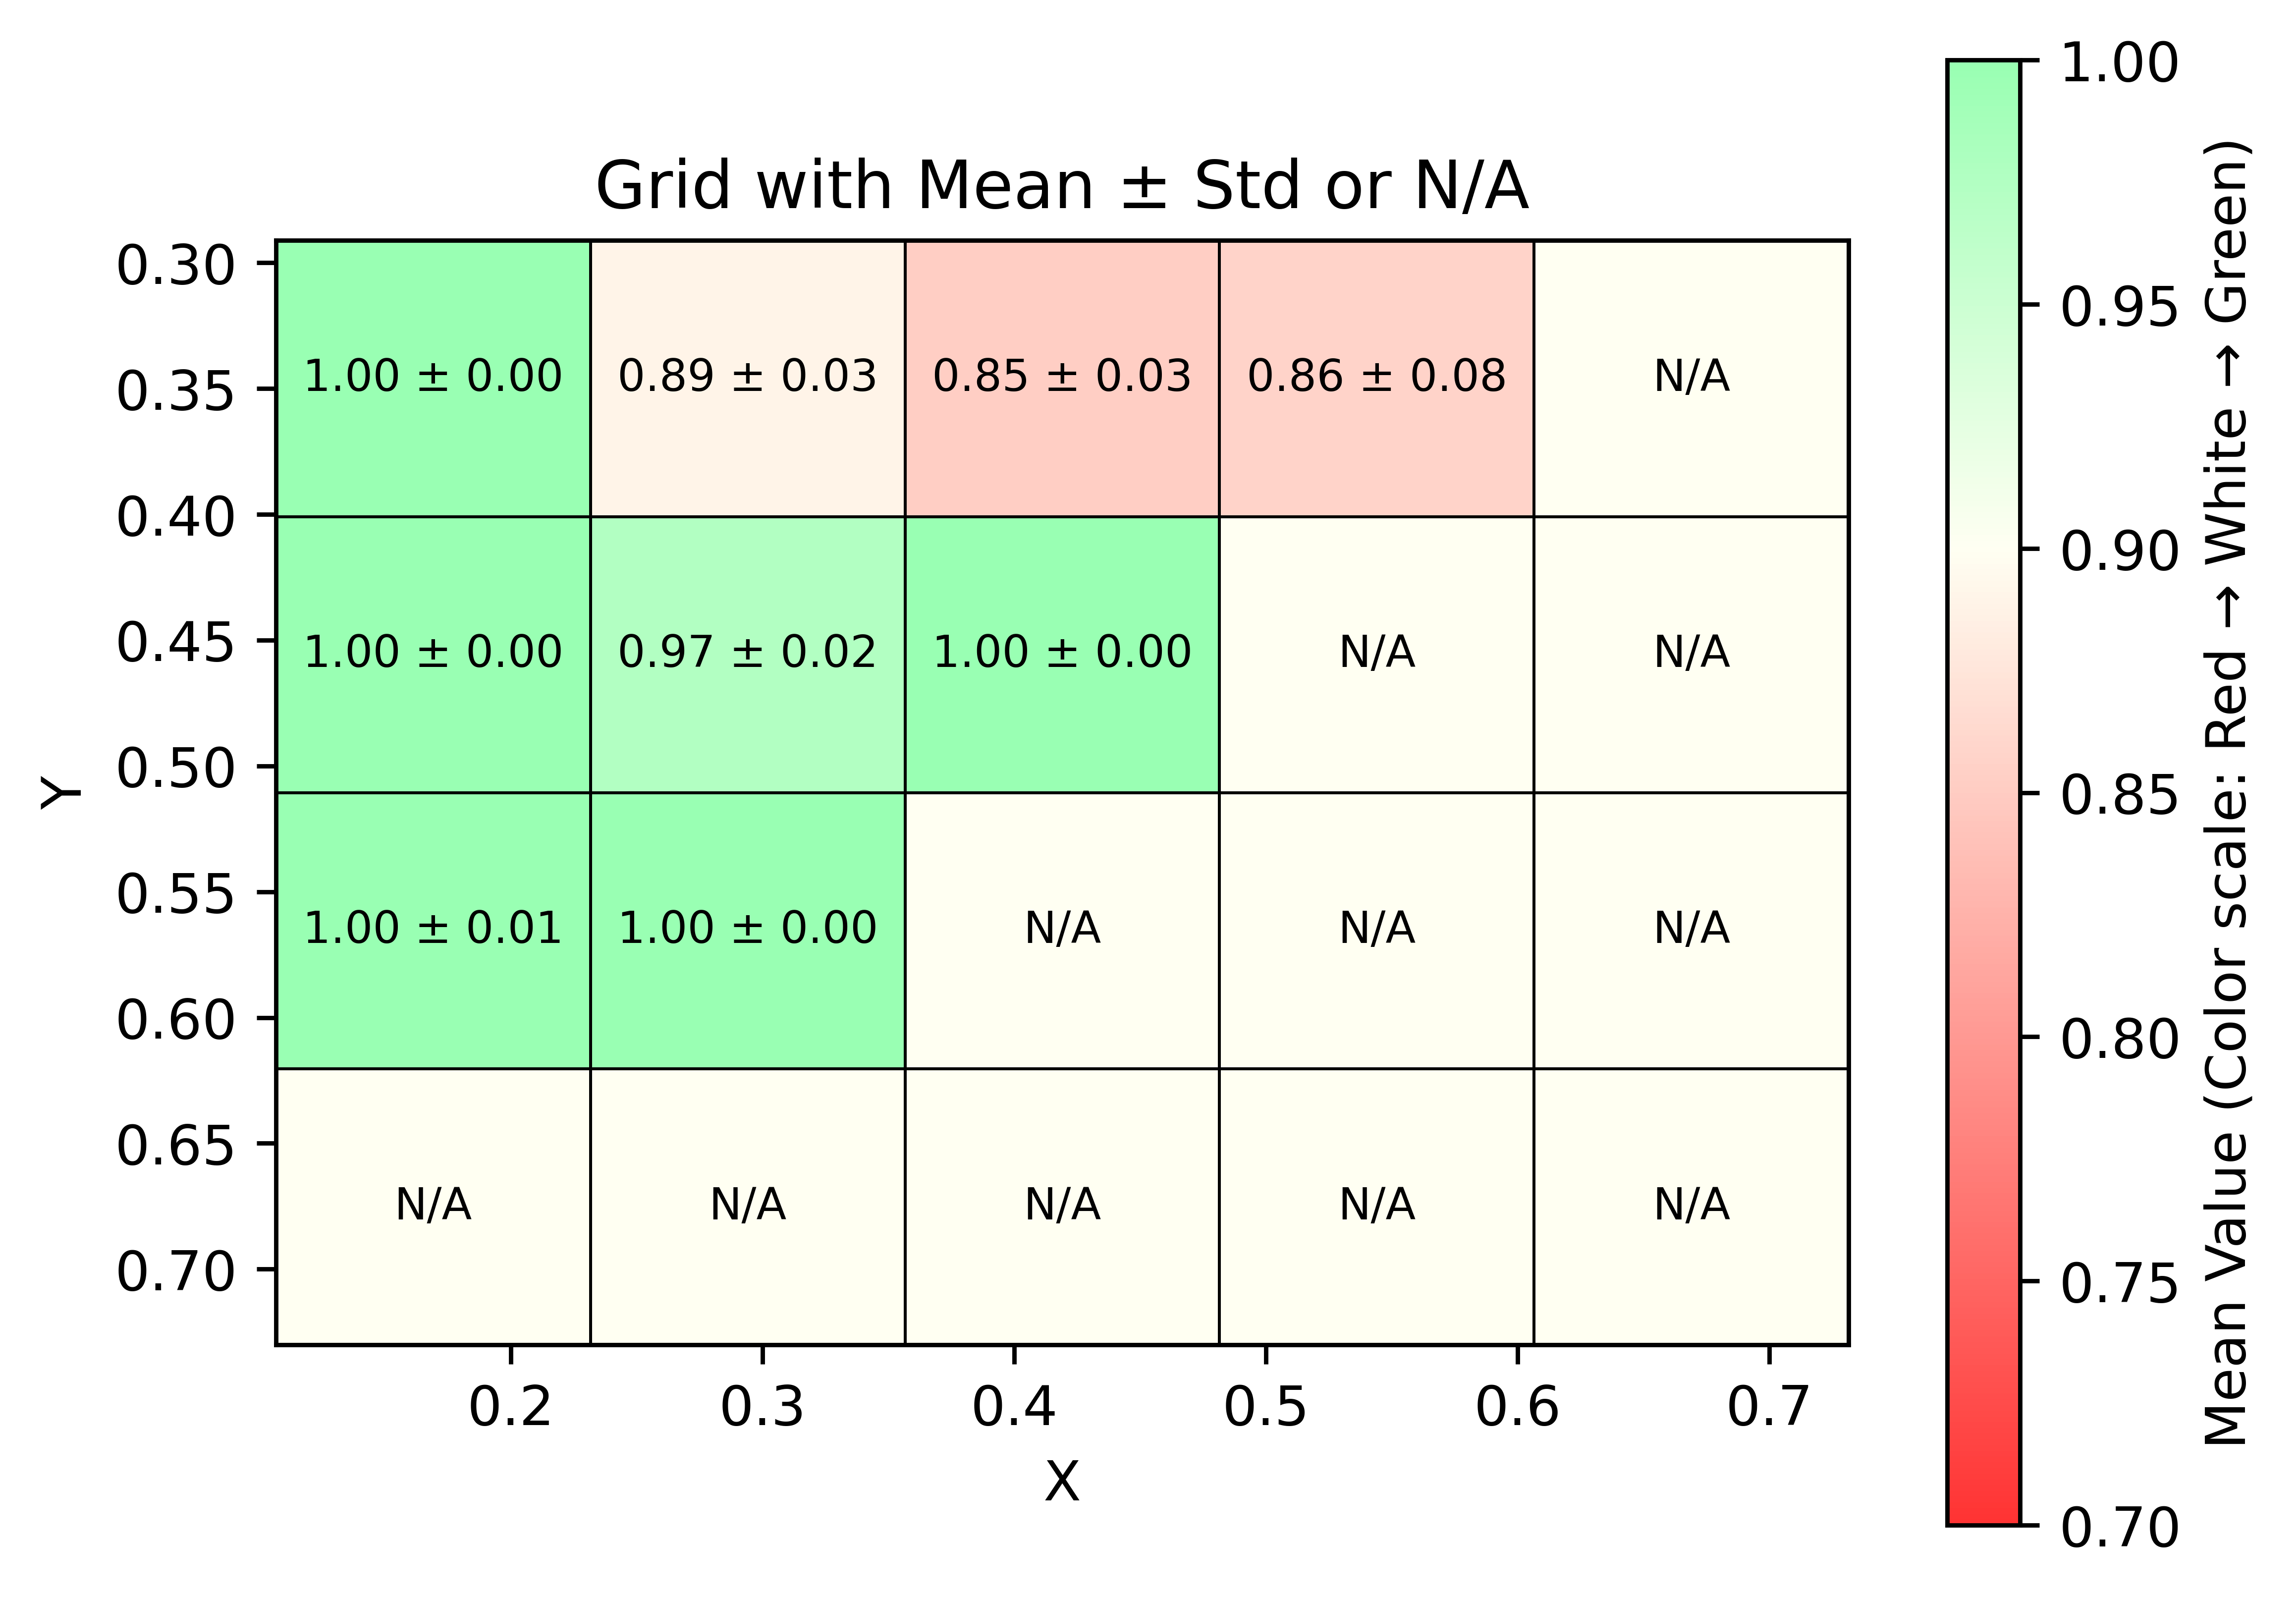 Grid with Mean ± Std or N/A
1.00
0.95
0.90
0.85
0.80
0.75
0.70
Mean Value (Color scale: Red → White → Green)
0.30
0.35
0.40
0.45
0.50
0.55
0.60
0.65
0.70
Y
1.00 ± 0.00 0.89 ± 0.03 0.85 ± 0.03 0.86 ± 0.08 N/A
1.00 ± 0.00 0.97 ± 0.02 1.00 ± 0.00 N/A N/A
1.00 ± 0.01 1.00 ± 0.00 N/A N/A N/A
N/A N/A N/A N/A N/A
0.2 0.3 0.4 0.5 0.6 0.7
X